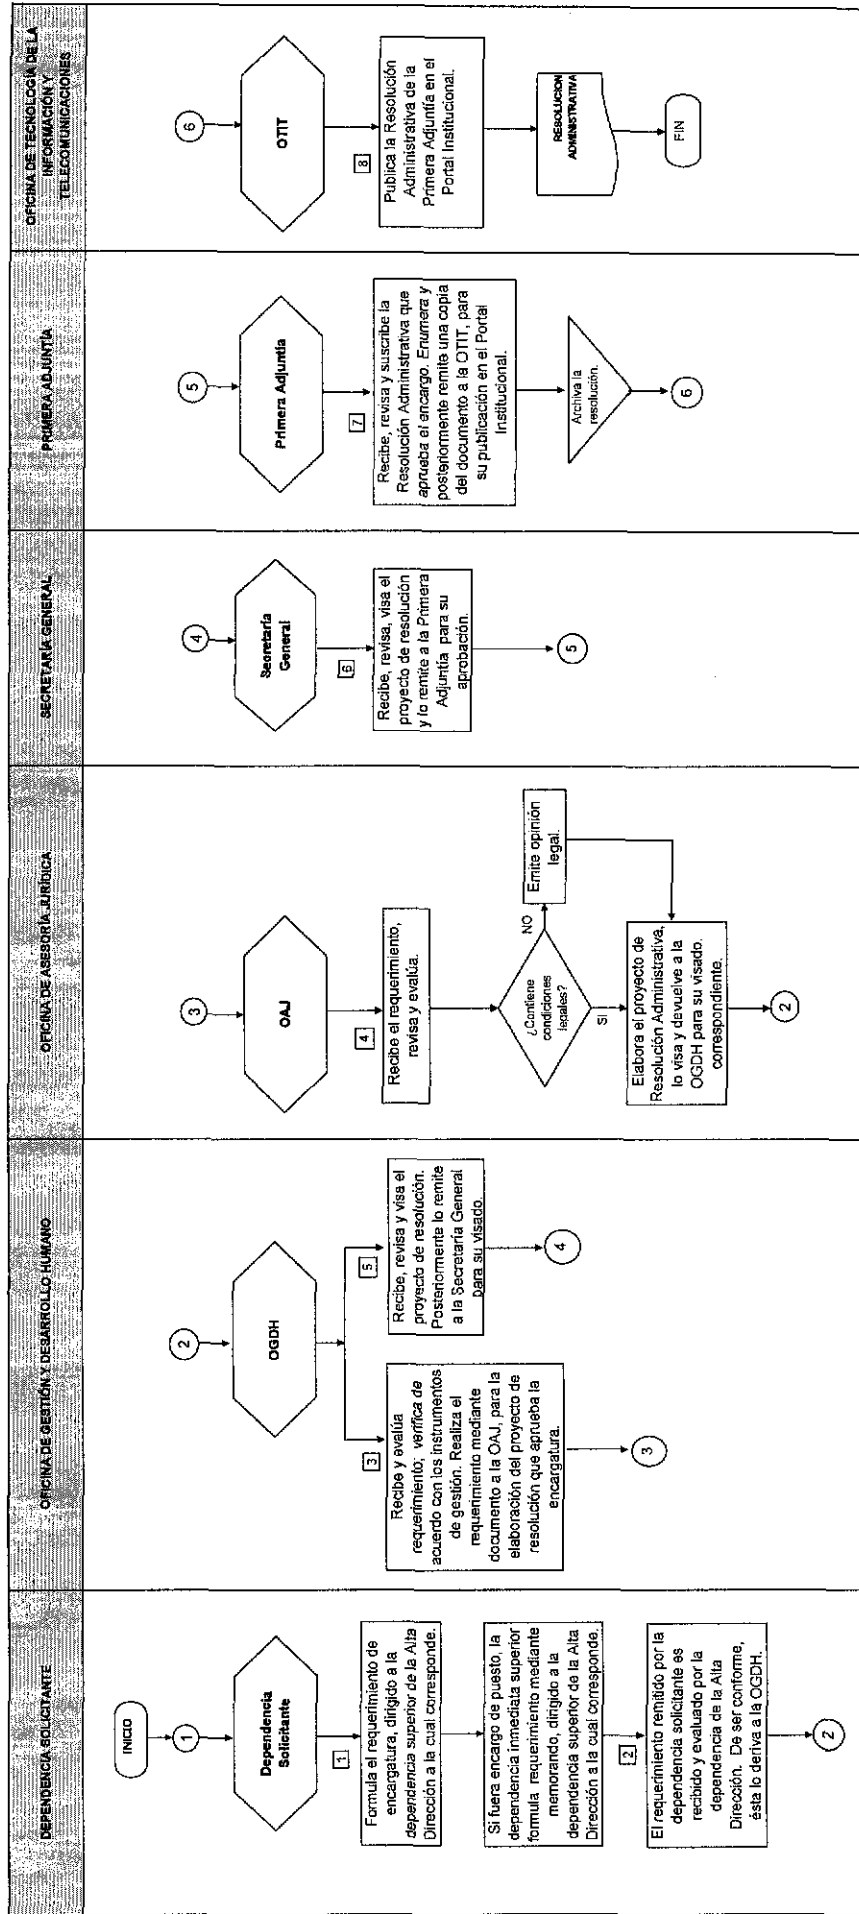 DEPENDENCIA SOLICITANTE
INICIO
1
Dependencia
Solicitante
1
Formula el requerimiento de
encargatura, dirigido a la
dependencia superior de la Alta
Dirección a la cual corresponde.
Si fuera encargo de puesto, la
dependencia inmediata superior
formula requerimiento mediante
memorando, dirigido a la
dependencia superior de la Alta
Dirección a la cual corresponde.
2
El requerimiento remitido por la
dependencia solicitante es
recibido y evaluado por la
dependencia de la Alta
Dirección. De ser conforme,
ésta lo deriva a la OGDH.
2
OFICINA DE GESTIÓN Y DESARROLLO HUMANO
2
OGDH
3
Recibe y evalúa
requerimiento; verifica de
acuerdo con los instrumentos
de gestión. Realiza el
requerimiento mediante
documento a la OAJ, para la
elaboración del proyecto de
resolución que aprueba la
encargatura.
3
5
Recibe, revisa y visa el
proyecto de resolución.
Posteriormente lo remite
a la Secretaría General
para su visado.
4
OFICINA DE ASESORÍA JURÍDICA
3
OAJ
4
Recibe el requerimiento,
revisa y evalúa.
¿Contiene
condiciones
legales?
NO
Emite opinión
legal.
SI
Elabora el proyecto de
Resolución Administrativa,
lo visa y devuelve a la
OGDH para su visado.
correspondiente.
2
SECRETARÍA GENERAL
4
Secretaría
General
6
Recibe, revisa, visa el
proyecto de resolución
y lo remite a la Primera
Adjuntía para su
aprobación.
5
PRIMERA ADJUNTÍA
5
Primera Adjuntía
7
Recibe, revisa y suscribe la
Resolución Administrativa que
aprueba el encargo. Enumera y
posteriormente remite una copia
del documento a la OTIT, para
su publicación en el Portal
Institucional.
Archiva la
resolución.
6
OFICINA DE TECNOLOGÍA DE LA
INFORMACIÓN Y
TELECOMUNICACIONES
6
OTIT
8
Publica la Resolución
Administrativa de la
Primera Adjuntía en el
Portal Institucional.
RESOLUCION
ADMINISTRATIVA
FIN